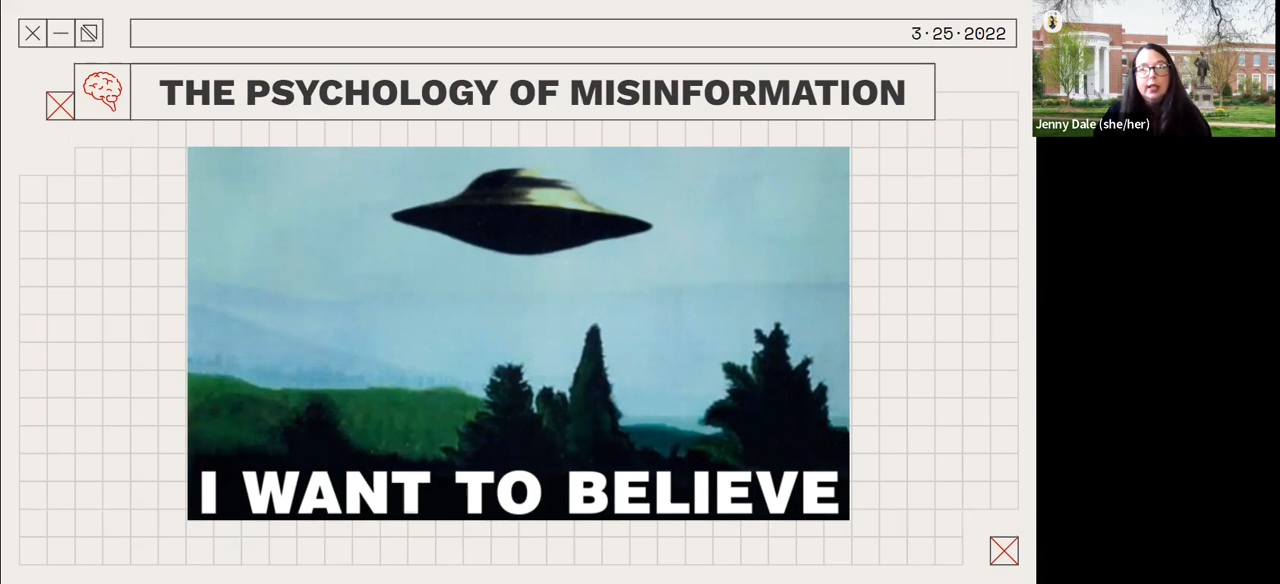 3·25·2022
THE PSYCHOLOGY OF MISINFORMATION
I WANT TO BELIEVE
Jenny Dale (she/her)